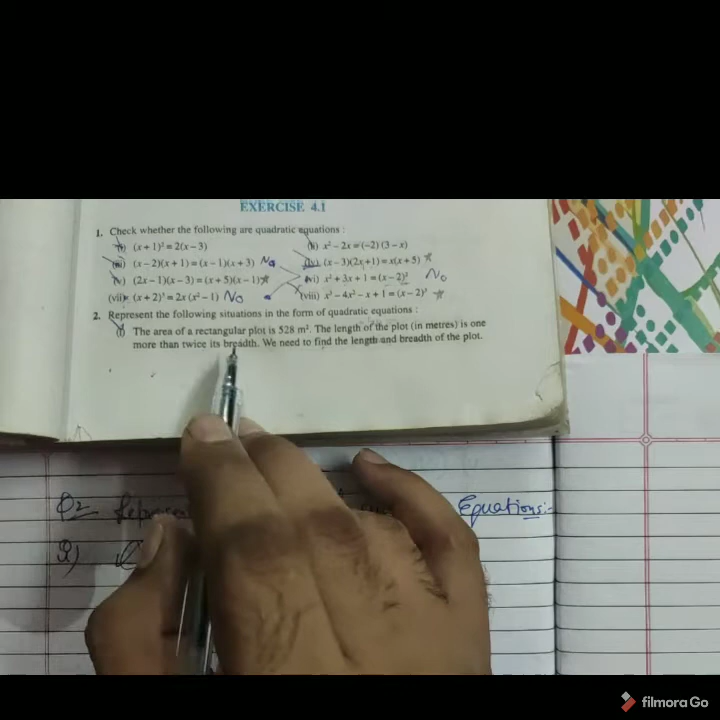 EXERCISE 4.1
1. Check whether the following are quadratic equations :
(i) (x + 1)² = 2(x – 3) (ii) x² – 2x = (–2) (3 – x)
(iii) (x – 2)(x + 1) = (x – 1)(x + 3) No (iv) (x – 3)(2x + 1) = x(x + 5)
(v) (2x – 1)(x – 3) = (x + 5)(x – 1) (vi) x² + 3x + 1 = (x – 2)² No
(vii) (x + 2)³ = 2x (x² – 1) No (viii) x³ – 4x² – x + 1 = (x – 2)³
2. Represent the following situations in the form of quadratic equations :
(i) The area of a rectangular plot is 528 m². The length of the plot (in metres) is one
more than twice its breadth. We need to find the length and breadth of the plot.
Q2 Equations:-
filmora Go